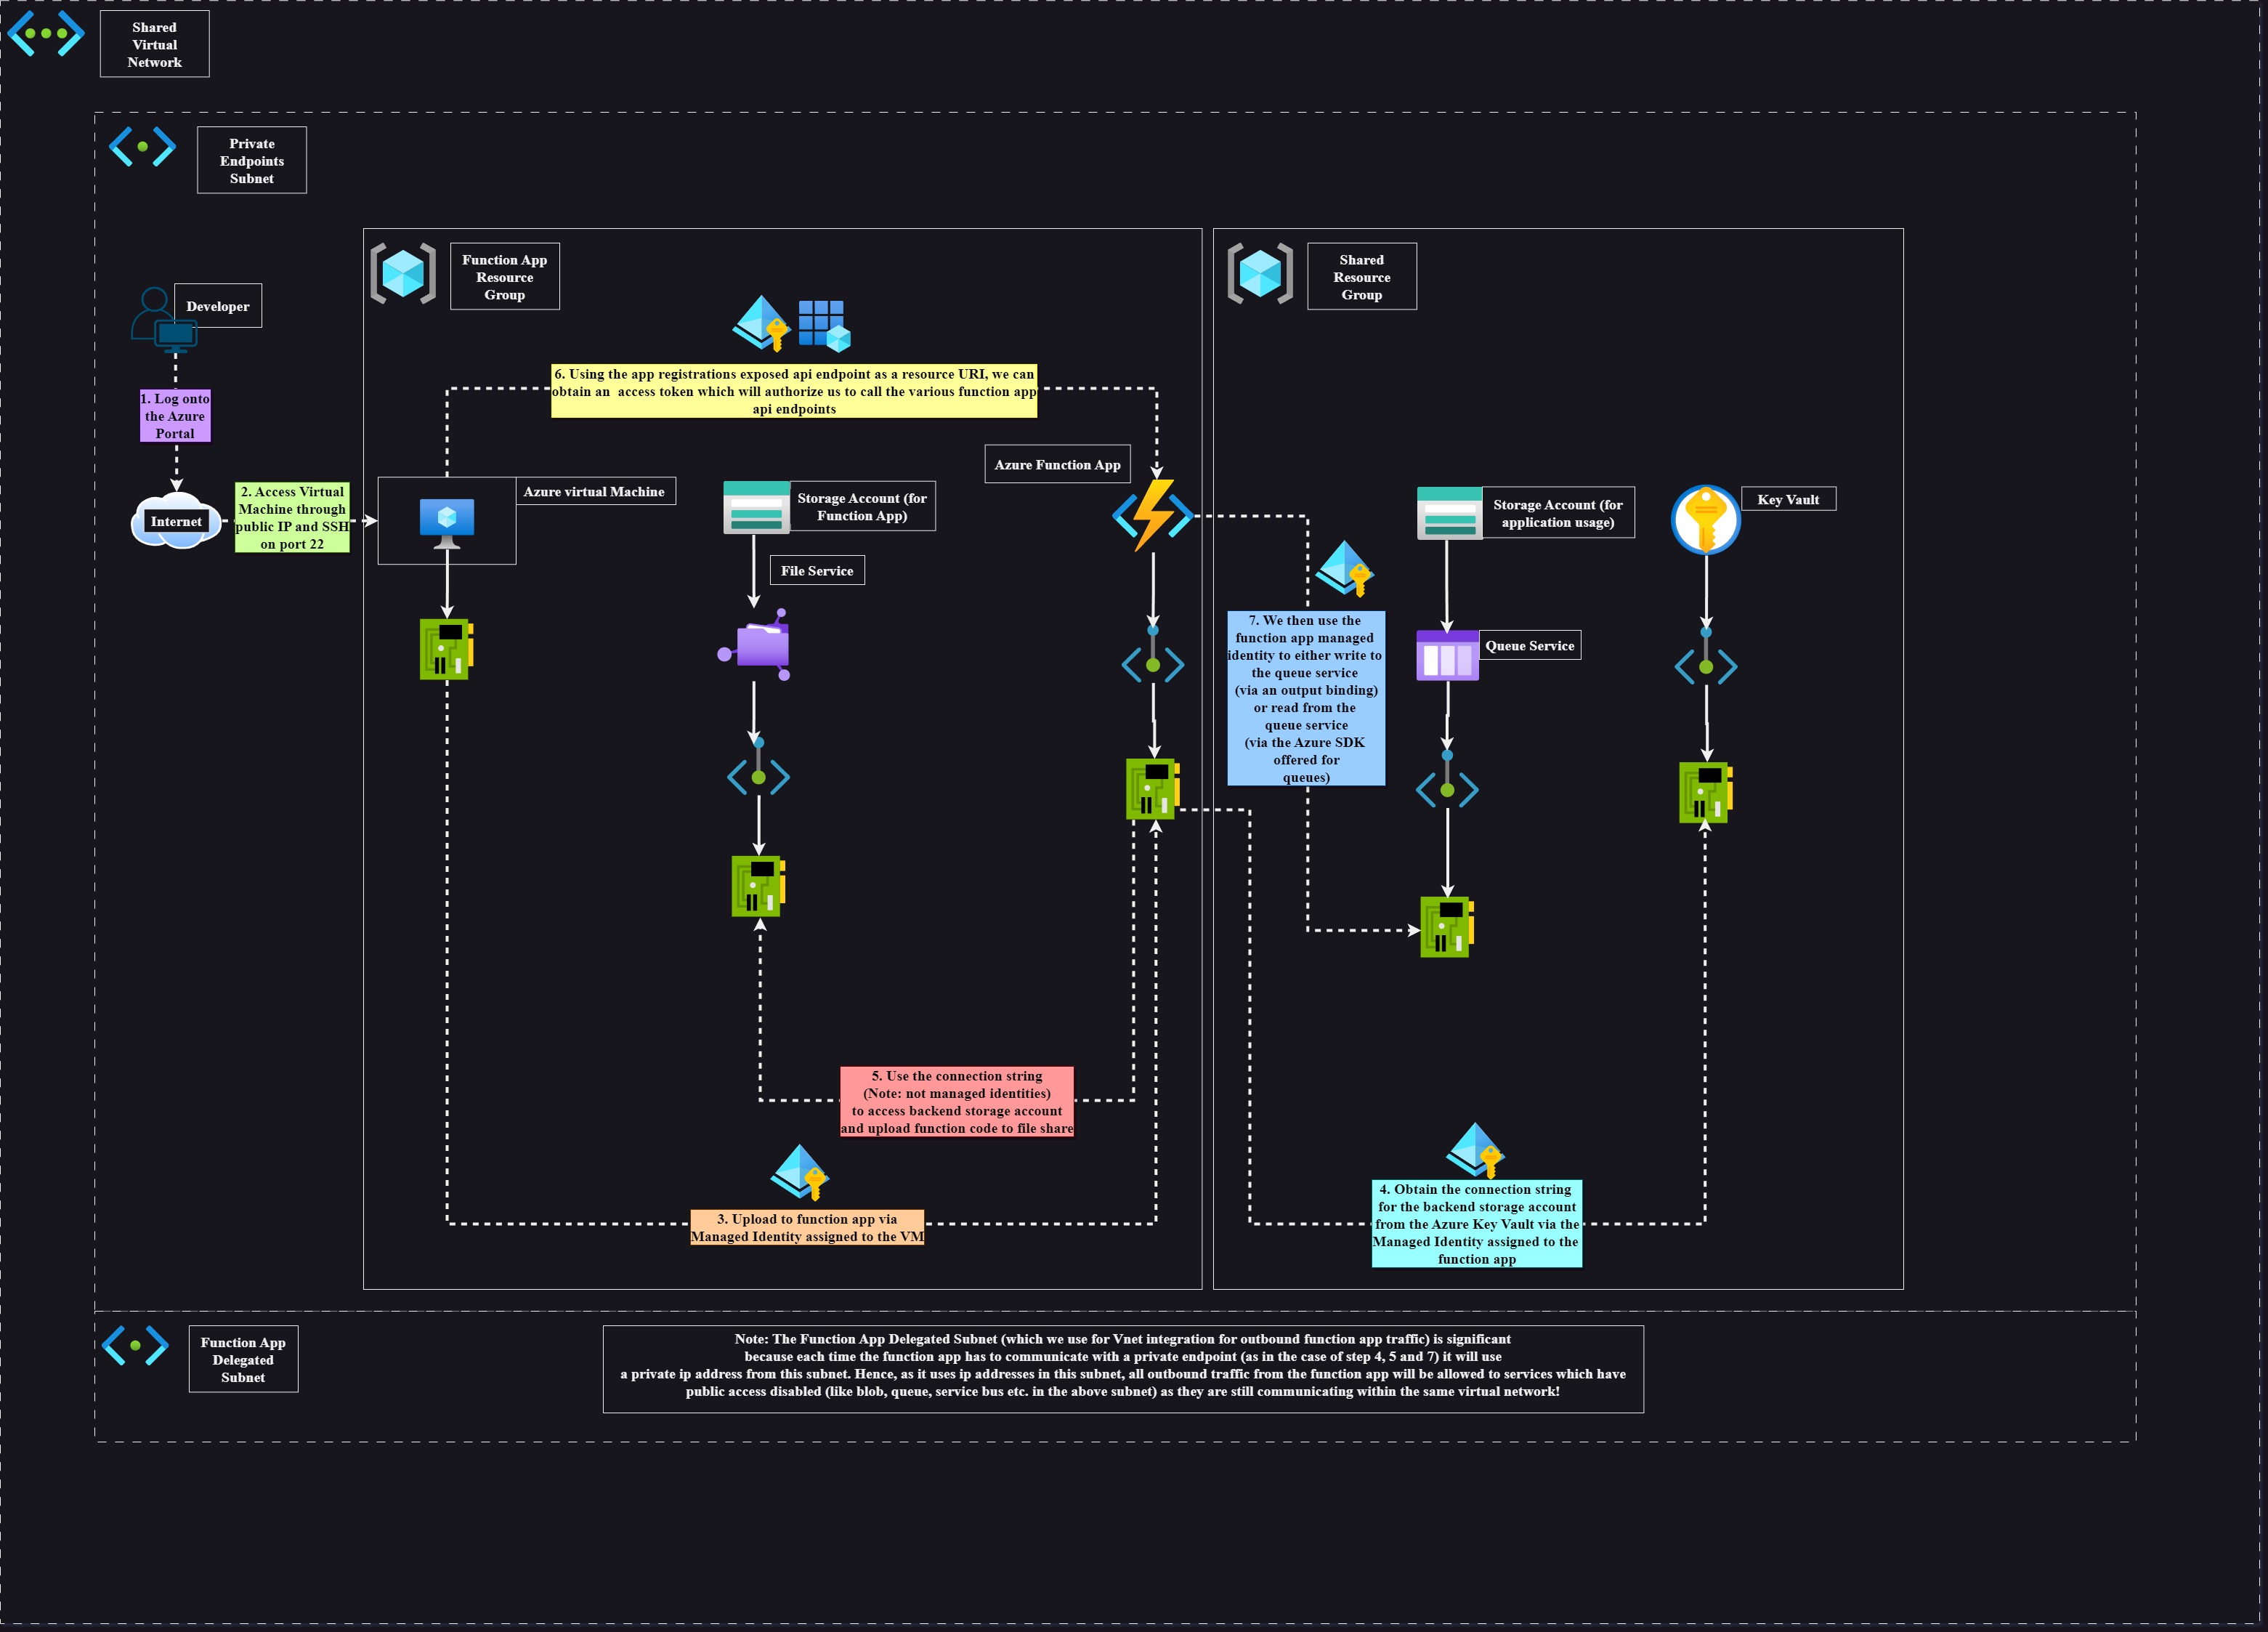 Shared
Virtual
Network
Private
Endpoints
Subnet
Function App
Resource
Group
Shared
Resource
Group
Developer
1. Log onto
the Azure
Portal
Internet
2. Access Virtual
Machine through
public IP and SSH
on port 22
6. Using the app registrations exposed api endpoint as a resource URI, we can
obtain an access token which will authorize us to call the various function app
api endpoints
Azure virtual Machine
Storage Account (for
Function App)
File Service
Azure Function App
7. We then use the
function app managed
identity to either write to
the queue service
(via an output binding)
or read from the
queue service
(via the Azure SDK
offered for
queues)
Storage Account (for
application usage)
Queue Service
Key Vault
5. Use the connection string
(Note: not managed identities)
to access backend storage account
and upload function code to file share
3. Upload to function app via
Managed Identity assigned to the VM
4. Obtain the connection string
for the backend storage account
from the Azure Key Vault via the
Managed Identity assigned to the
function app
Function App
Delegated
Subnet
Note: The Function App Delegated Subnet (which we use for Vnet integration for outbound function app traffic) is significant
because each time the function app has to communicate with a private endpoint (as in the case of step 4, 5 and 7) it will use
a private ip address from this subnet. Hence, as it uses ip addresses in this subnet, all outbound traffic from the function app will be allowed to services which have
public access disabled (like blob, queue, service bus etc. in the above subnet) as they are still communicating within the same virtual network!